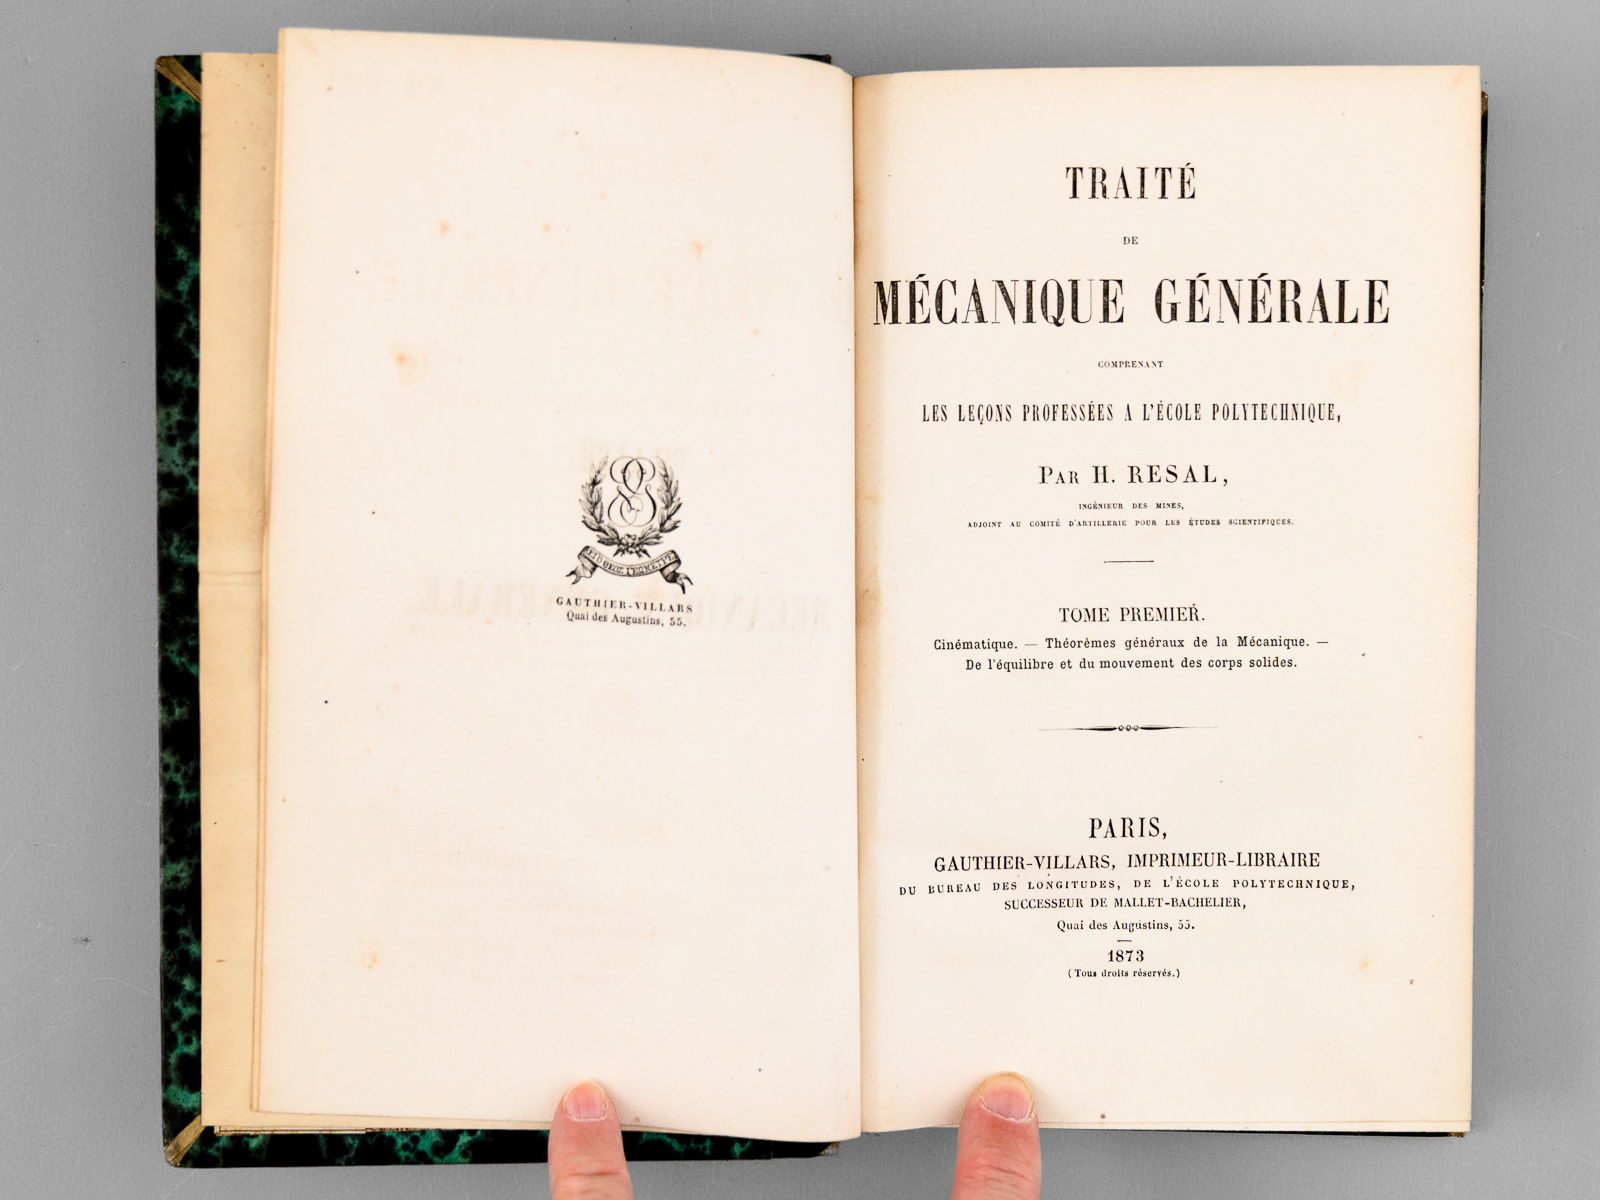 GAUTHIER-VILLARS
Quai des Augustins, 55.
TRAITÉ
DE
MÉCANIQUE GÉNÉRALE
COMPRENANT
LES LEÇONS PROFESSÉES A L'ÉCOLE POLYTECHNIQUE,
PAR H. RESAL,
INGÉNIEUR DES MINES,
ADJOINT AU COMITÉ D'ARTILLERIE POUR LES ÉTUDES SCIENTIFIQUES.
TOME PREMIER.
Cinématique. — Théorèmes généraux de la Mécanique. —
De l'équilibre et du mouvement des corps solides.
PARIS,
GAUTHIER-VILLARS, IMPRIMEUR-LIBRAIRE
DU BUREAU DES LONGITUDES, DE L'ÉCOLE POLYTECHNIQUE,
SUCCESSEUR DE MALLET-BACHELIER,
Quai des Augustins, 55.
1873
(Tous droits réservés.)